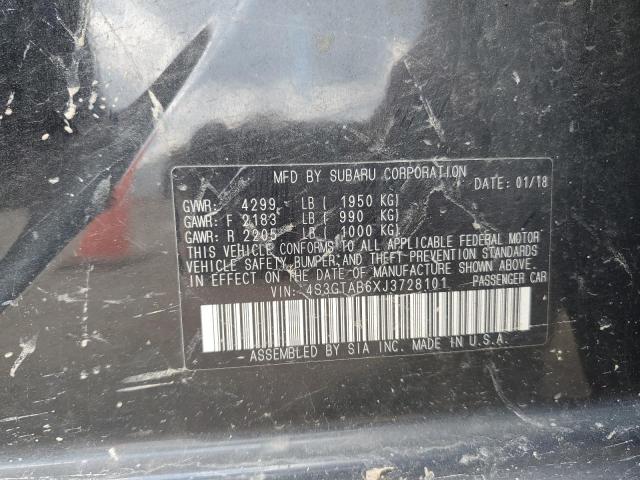 MFD BY SUBARU CORPORATION
DATE: 01/18
GVWR: 4299 LB ( 1950 KG)
GAWR: F 2183 LB ( 990 KG)
GAWR: R 2205 LB ( 1000 KG)
THIS VEHICLE CONFORMS TO ALL APPLICABLE FEDERAL MOTOR
VEHICLE SAFETY, BUMPER, AND THEFT PREVENTION STANDARDS
IN EFFECT ON THE DATE OF MANUFACTURE SHOWN ABOVE.
VIN: 4S3GTAB6XJ3728101 PASSENGER CAR
ASSEMBLED BY SIA INC. MADE IN U.S.A.